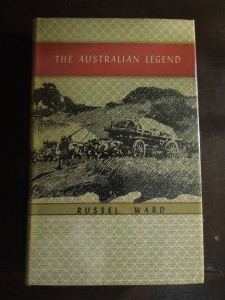 THE AUSTRALIAN LEGEND
RUSSEL WARD